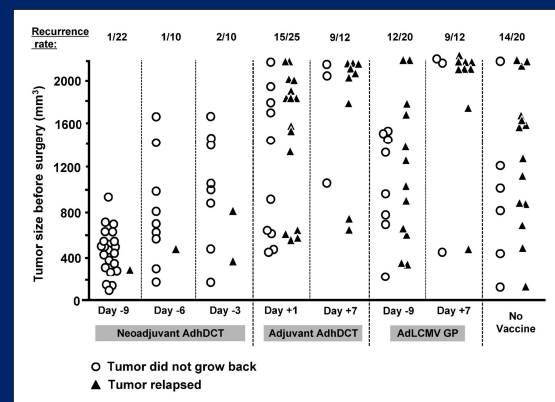 Recurrence rate: 1/22 1/10 2/10 15/25 9/12 12/20 9/12 14/20
Tumor size before surgery (mm³)
2000
1600
1200
800
400
0
Day -9 Day -6 Day -3 Day +1 Day +7 Day -9 Day +7 No Vaccine
Neoadjuvant AdhDCT Adjuvant AdhDCT AdLCMV GP
Tumor did not grow back
Tumor relapsed